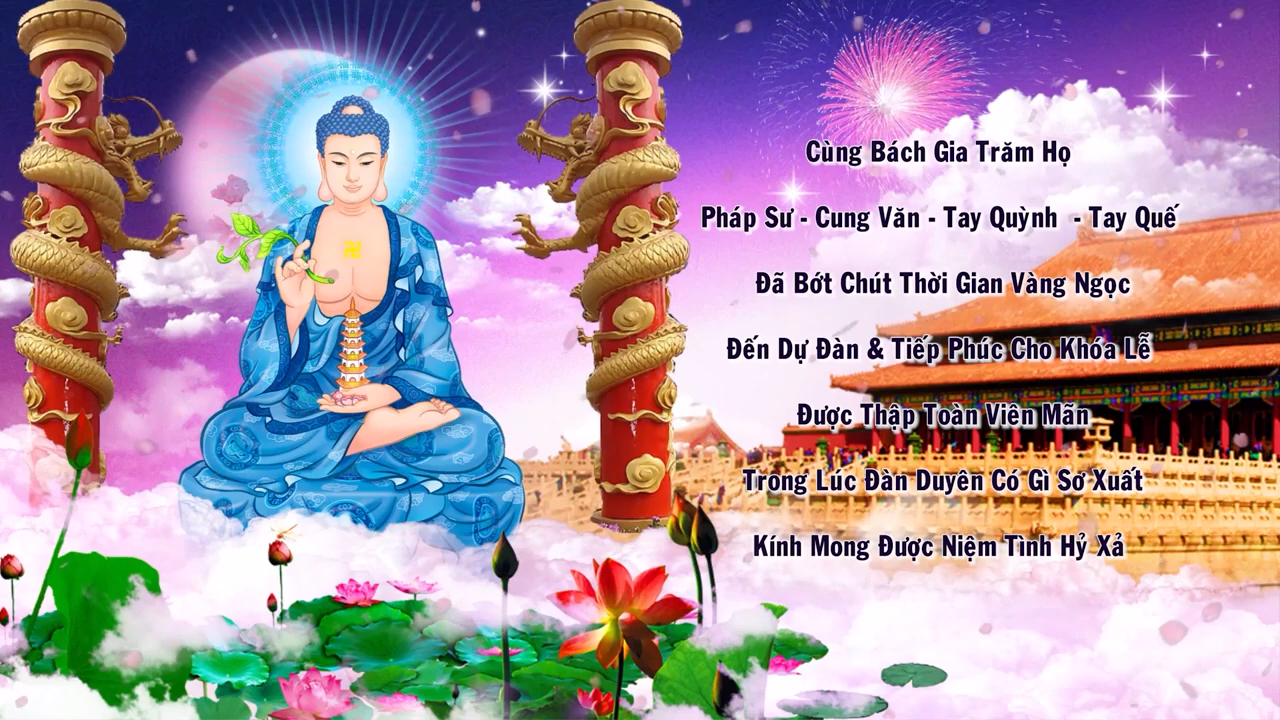 Cùng Bách Gia Trăm Họ
Pháp Sư - Cung Văn - Tay Quỳnh - Tay Quế
Đã Bớt Chút Thời Gian Vàng Ngọc
Đến Dự Đàn & Tiếp Phúc Cho Khóa Lễ
Được Thập Toàn Viên Mãn
Trong Lúc Đàn Duyên Có Gì Sơ Xuất
Kính Mong Được Niệm Tình Hỷ Xả